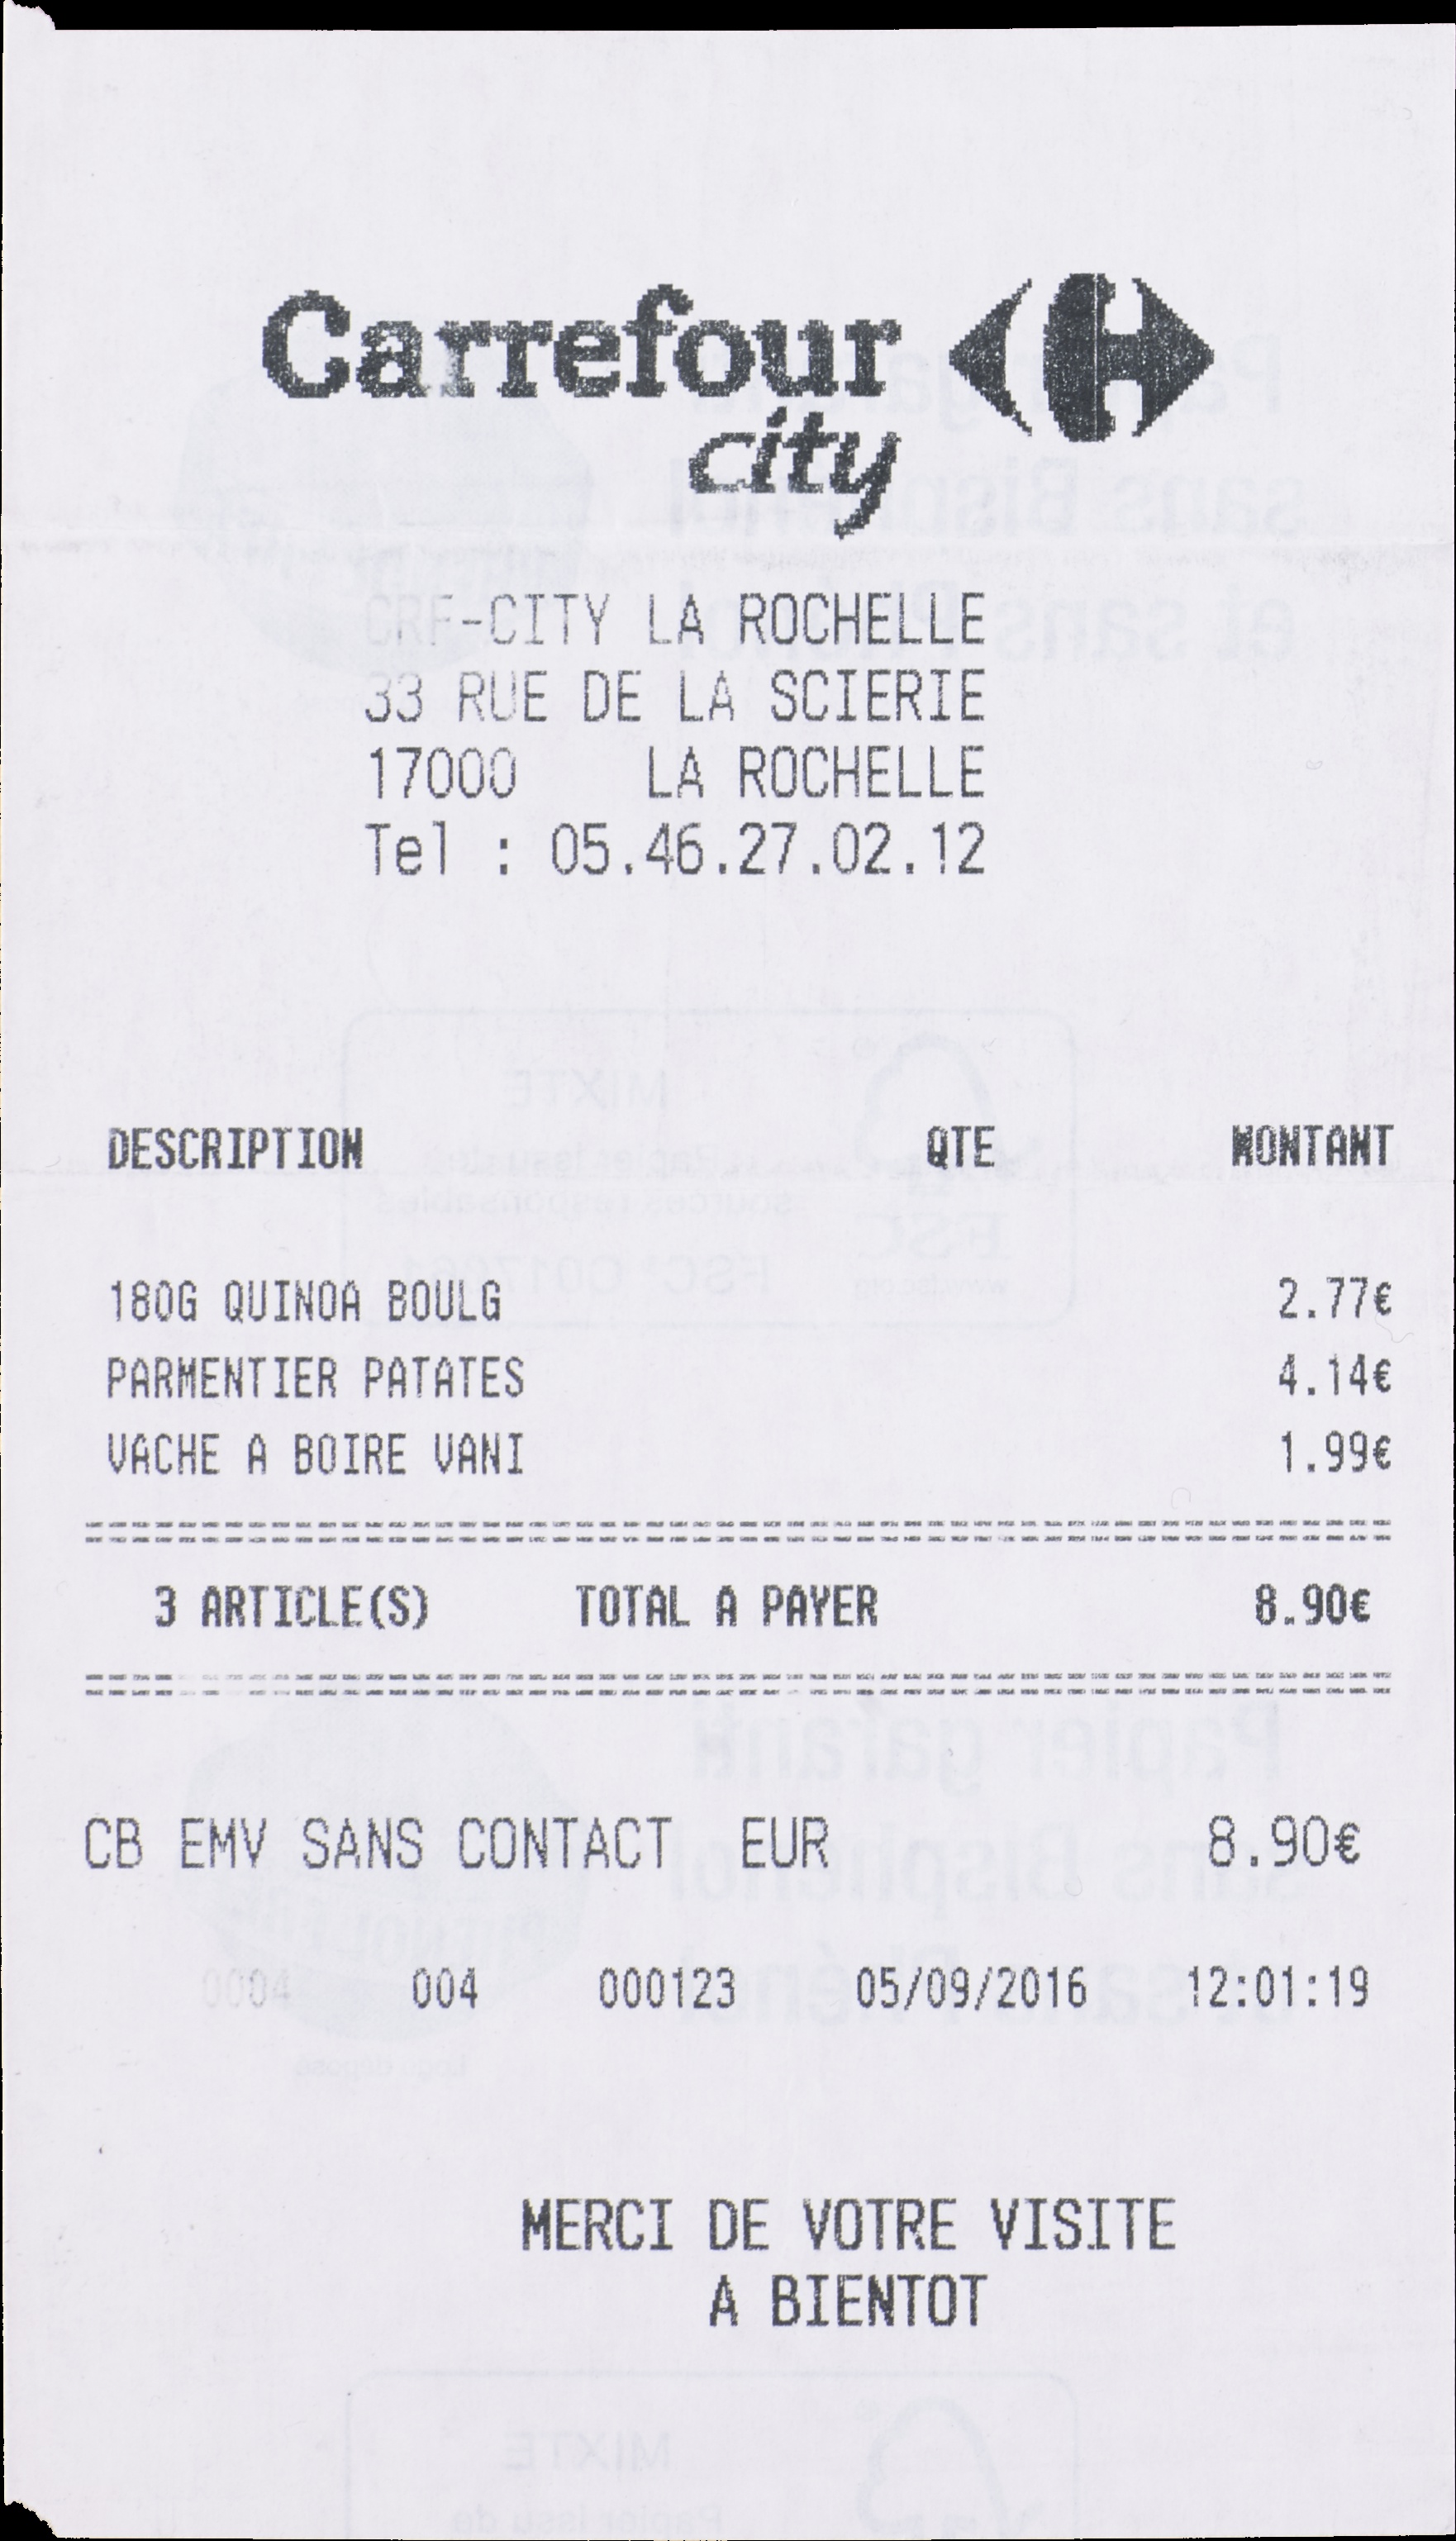 Carrefour
city
CRF-CITY LA ROCHELLE
33 RUE DE LA SCIERIE
17000 LA ROCHELLE
Tel : 05.46.27.02.12
DESCRIPTION QTE MONTANT
180G QUINOA BOULG 2.77€
PARMENTIER PATATES 4.14€
VACHE A BOIRE VANI 1.99€
3 ARTICLE(S) TOTAL A PAYER 8.90€
CB EMV SANS CONTACT EUR 8.90€
0004 004 000123 05/09/2016 12:01:19
MERCI DE VOTRE VISITE
A BIENTOT